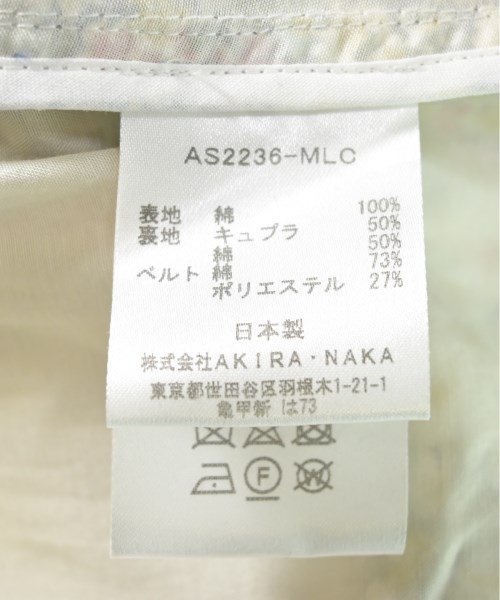 AS2236-MLC
表地 綿 100%
裏地 キュプラ 50%
綿 50%
ベルト 綿 73%
ポリエステル 27%
日本製
株式会社AKIRA・NAKA
東京都世田谷区羽根木1-21-1
亀甲新 は73
F W